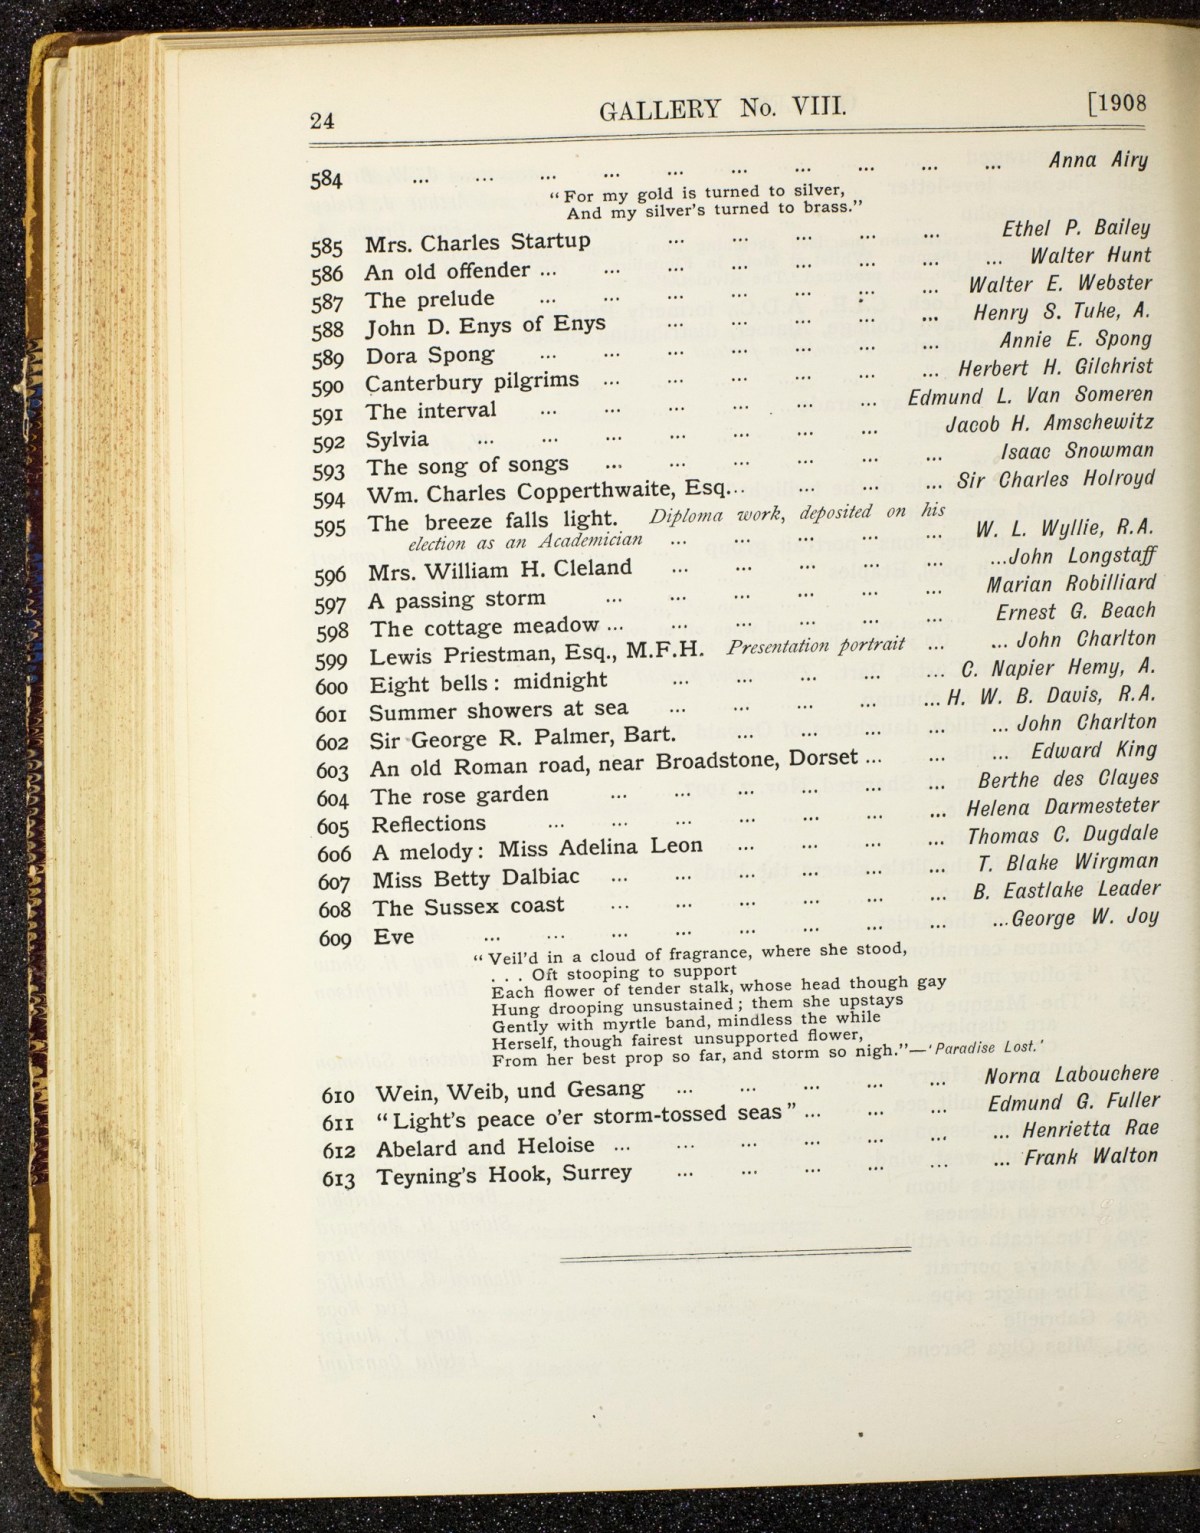 24 GALLERY No. VIII. [1908
584 ... ... ... ... ... ... ... ... ... ... Anna Airy
“For my gold is turned to silver,
And my silver’s turned to brass.”
585 Mrs. Charles Startup ... ... ... ... ... Ethel P. Bailey
586 An old offender ... ... ... ... ... ... ... ... Walter Hunt
587 The prelude ... ... ... ... ... ... ... Walter E. Webster
588 John D. Enys of Enys ... ... ... ... ... Henry S. Tuke, A.
589 Dora Spong ... ... ... ... ... ... ... Annie E. Spong
590 Canterbury pilgrims ... ... ... ... ... ... Herbert H. Gilchrist
591 The interval ... ... ... ... ... ... Edmund L. Van Someren
592 Sylvia ... ... ... ... ... ... ... Jacob H. Amschewitz
593 The song of songs ... ... ... ... ... ... Isaac Snowman
594 Wm. Charles Copperthwaite, Esq... ... ... ... Sir Charles Holroyd
595 The breeze falls light. Diploma work, deposited on his
election as an Academician ... ... ... ... ... W. L. Wyllie, R.A.
596 Mrs. William H. Cleland ... ... ... ... ... ...John Longstaff
597 A passing storm ... ... ... ... ... ... Marian Robilliard
598 The cottage meadow ... ... ... ... ... ... Ernest G. Beach
599 Lewis Priestman, Esq., M.F.H. Presentation portrait ... ... John Charlton
600 Eight bells: midnight ... ... ... ... ... C. Napier Hemy, A.
601 Summer showers at sea ... ... ... ... ... H. W. B. Davis, R.A.
602 Sir George R. Palmer, Bart. ... ... ... ... ... John Charlton
603 An old Roman road, near Broadstone, Dorset ... ... ... Edward King
604 The rose garden ... ... ... ... ... ... Berthe des Clayes
605 Reflections ... ... ... ... ... ... ... Helena Darmesteter
606 A melody: Miss Adelina Leon ... ... ... ... Thomas C. Dugdale
607 Miss Betty Dalbiac ... ... ... ... ... ... T. Blake Wirgman
608 The Sussex coast ... ... ... ... ... ... B. Eastlake Leader
609 Eve ... ... ... ... ... ... ... ... ...George W. Joy
“Veil’d in a cloud of fragrance, where she stood,
. . . Oft stooping to support
Each flower of tender stalk, whose head though gay
Hung drooping unsustained; them she upstays
Gently with myrtle band, mindless the while
Herself, though fairest unsupported flower,
From her best prop so far, and storm so nigh.”—‘Paradise Lost.’
610 Wein, Weib, und Gesang ... ... ... ... ... Norna Labouchere
611 “Light’s peace o’er storm-tossed seas” ... ... ... Edmund G. Fuller
612 Abelard and Heloise ... ... ... ... ... ... ... Henrietta Rae
613 Teyning’s Hook, Surrey ... ... ... ... ... ... Frank Walton